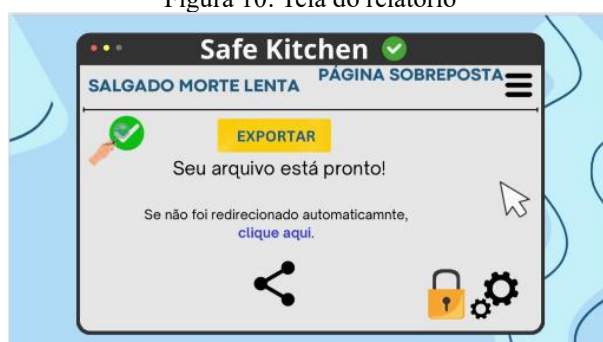 Figura 10: Tela do relatório
Safe Kitchen
SALGADO MORTE LENTA
PÁGINA SOBREPOSTA
EXPORTAR
Seu arquivo está pronto!
Se não foi redirecionado automaticamnte,
clique aqui.